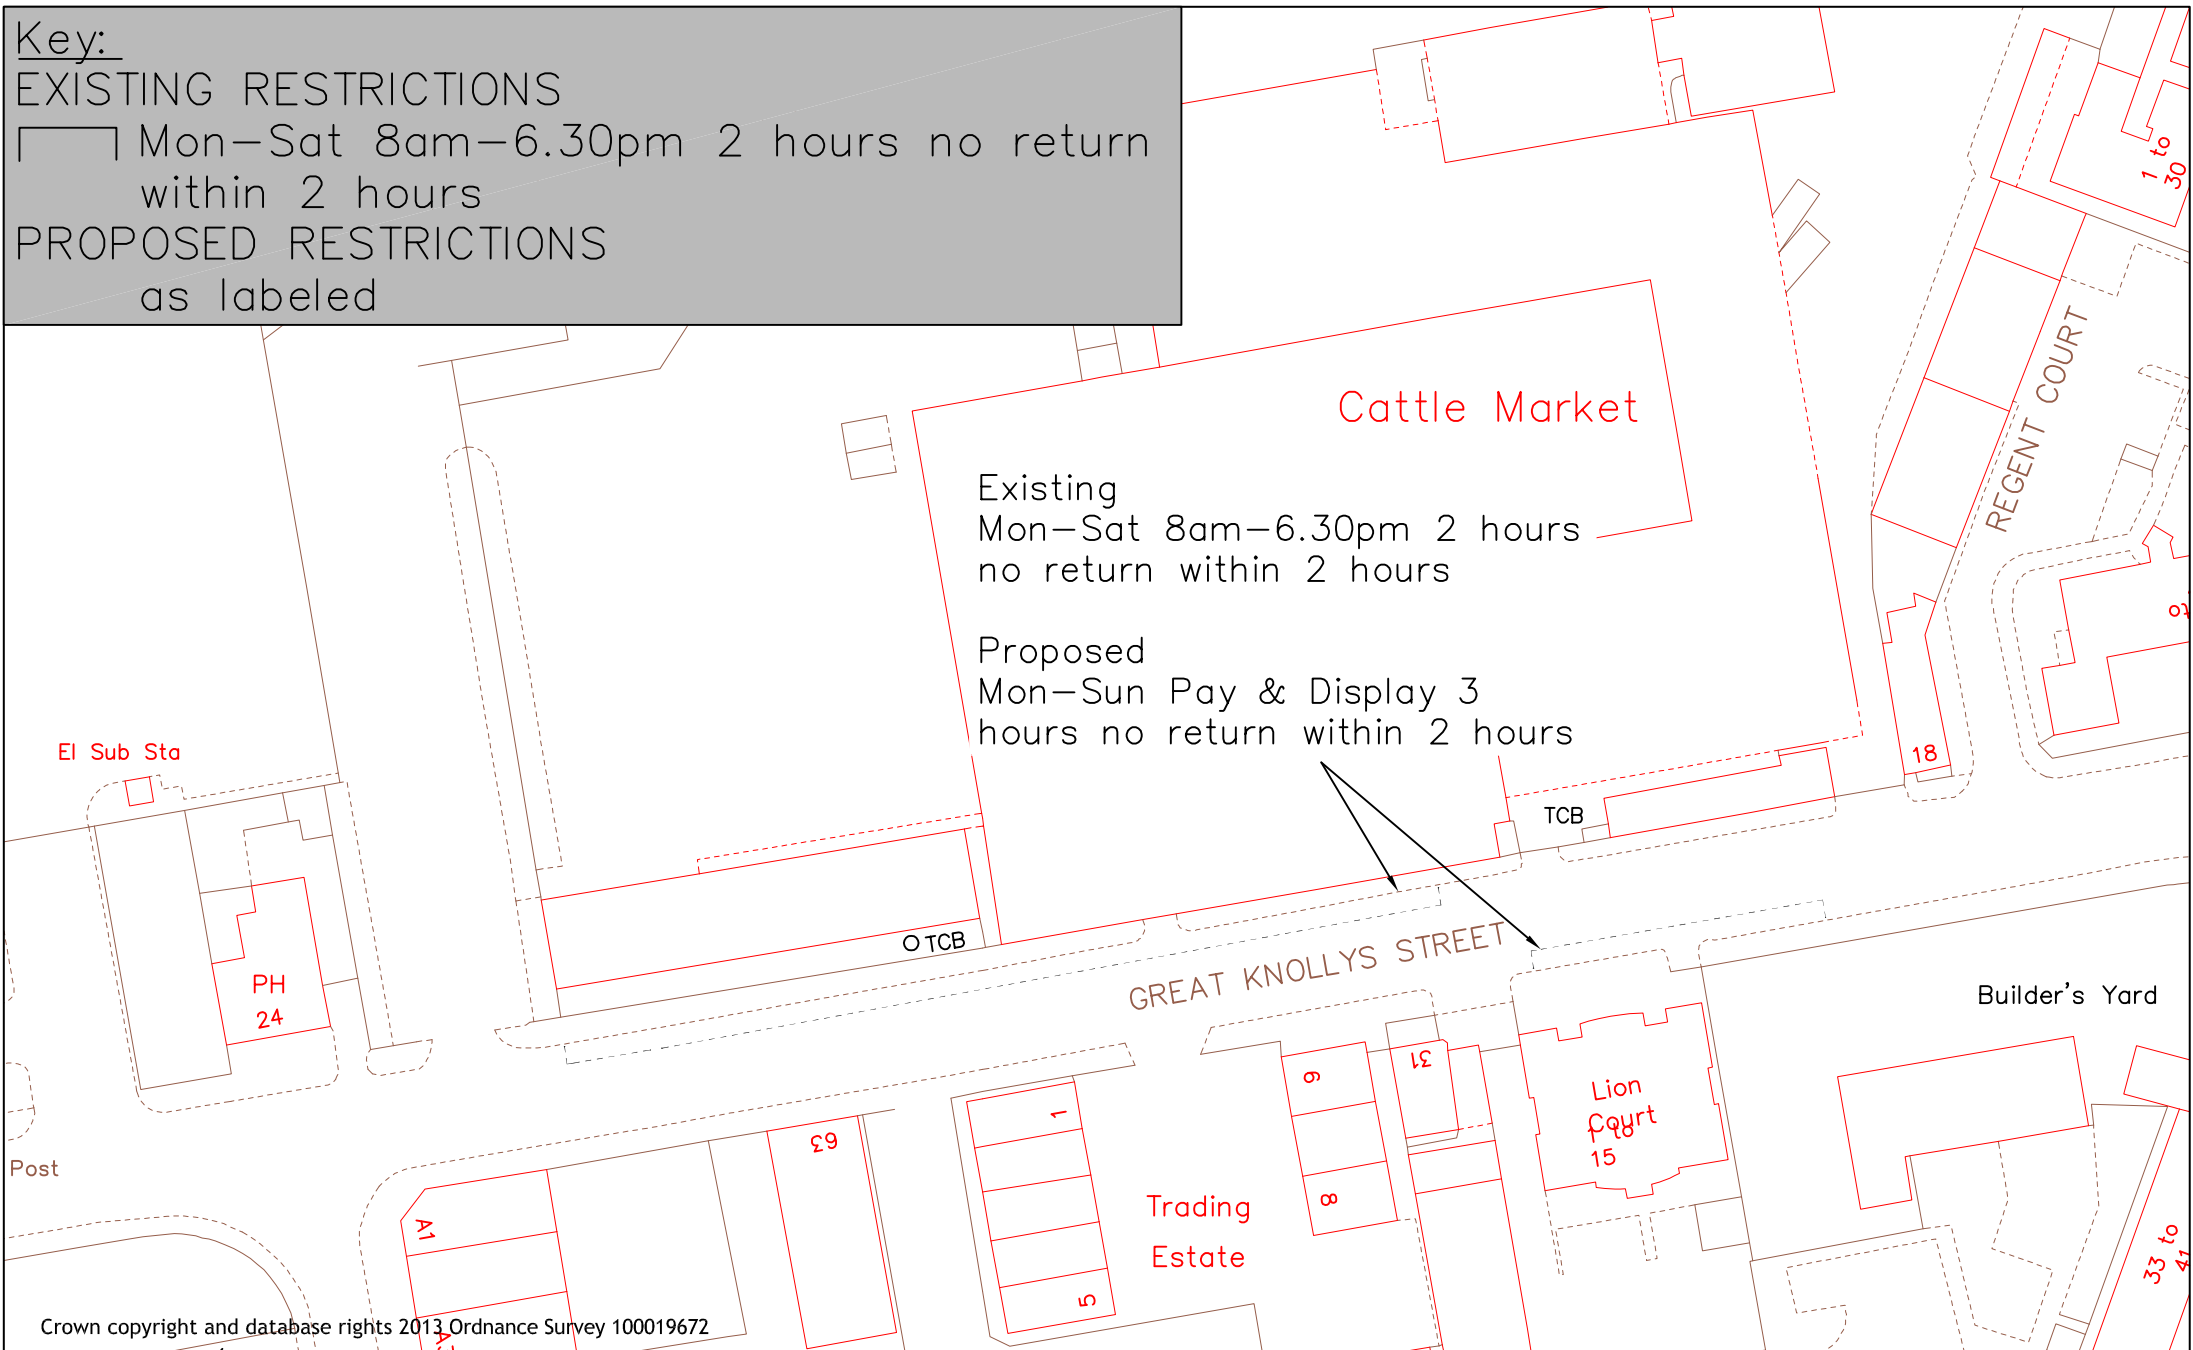 Key:
EXISTING RESTRICTIONS
Mon-Sat 8am-6.30pm 2 hours no return
within 2 hours
PROPOSED RESTRICTIONS
as labeled
1 to
30
Cattle Market
REGENT COURT
Existing
Mon-Sat 8am-6.30pm 2 hours
no return within 2 hours
to
Proposed
Mon-Sun Pay & Display 3
hours no return within 2 hours
El Sub Sta
18
TCB
TCB
GREAT KNOLLYS STREET
PH
24
Builder's Yard
31
6
Lion
Court
1 to
15
1
63
Post
8
Trading
Estate
A1
33 to
41
5
Crown copyright and database rights 2013 Ordnance Survey 100019672